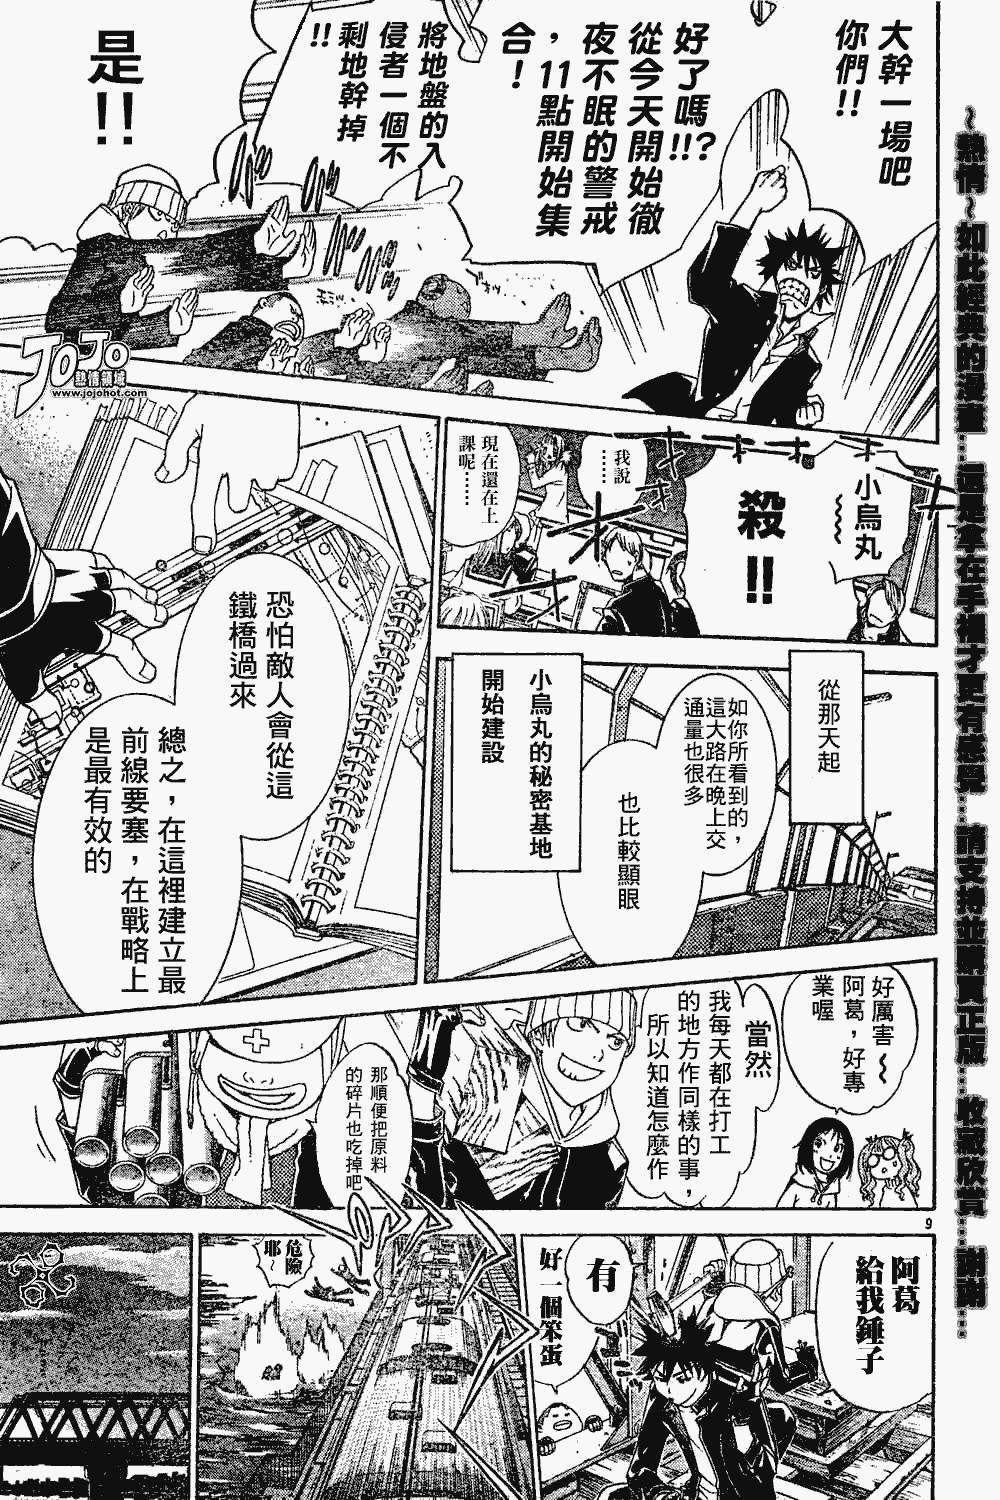 大幹一場吧
你們!!
好了嗎!!?
從今天開始徹
夜不眠的警戒
，11點開始集
合！
將地盤的入
侵者一個不
剩地幹掉
!!
是!!
JOJO
熱情領域
www.jojohot.com
小烏丸
～
殺!!
我說
……
現在還在上
課呢……
從那天起
如你所看到的，
這大路在晚上交
通量也很多
也比較顯眼
小烏丸的秘密基地
開始建設
恐怕敵人會從這
鐵橋過來
總之，在這裡建立最
前線要塞，在戰略上
是最有效的
好厲害～
阿葛，好專
業喔
當然
我每天都在打工
的地方作同樣的事，
所以知道怎麼作
那順便把原料
的碎片也吃掉
吧
9
阿葛
給我錘子
有
好一個笨蛋
危險
耶~
～熱情～如此經典的漫畫……還是拿在手裡才更有感覺……請支持並購買正版……收藏欣賞……謝謝……